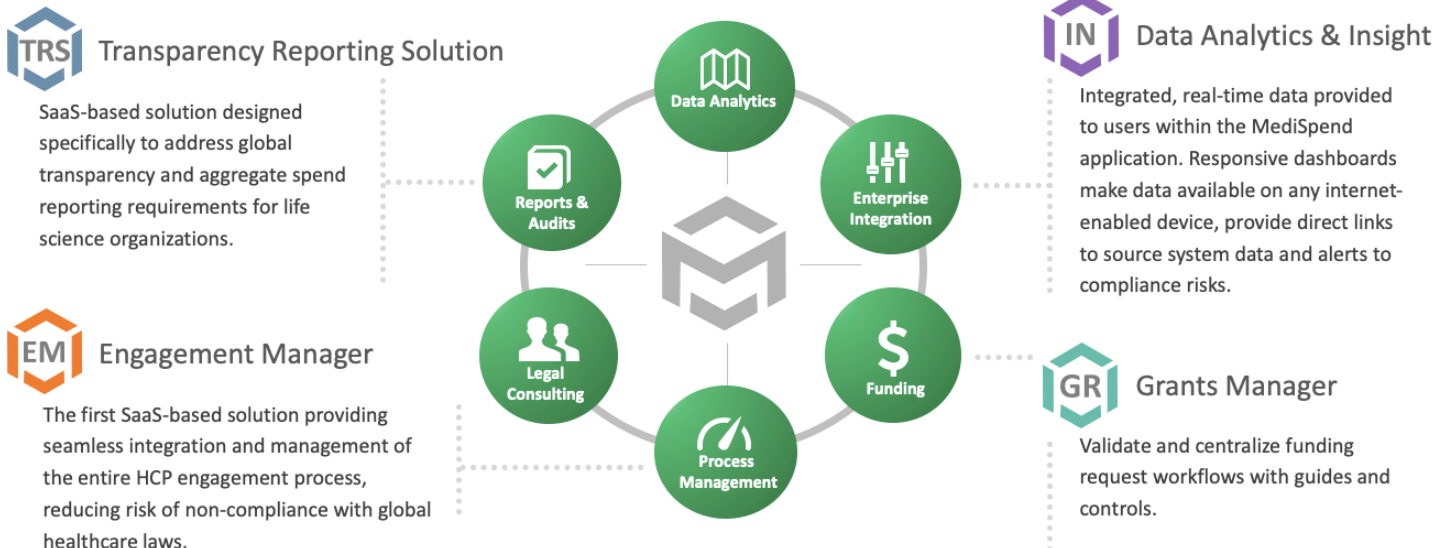 TRS
Transparency Reporting Solution
SaaS-based solution designed
specifically to address global
transparency and aggregate spend
reporting requirements for life
science organizations.
EM
Engagement Manager
The first SaaS-based solution providing
seamless integration and management of
the entire HCP engagement process,
reducing risk of non-compliance with global
healthcare laws.
Data Analytics
Reports &
Audits
Enterprise
Integration
Legal
Consulting
$
Funding
Process
Management
IN
Data Analytics & Insight
Integrated, real-time data provided
to users within the MediSpend
application. Responsive dashboards
make data available on any internet-
enabled device, provide direct links
to source system data and alerts to
compliance risks.
GR
Grants Manager
Validate and centralize funding
request workflows with guides and
controls.